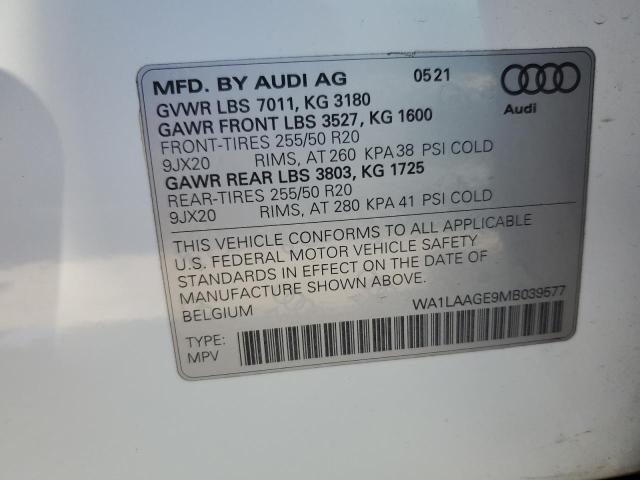 MFD. BY AUDI AG 0521
GVWR LBS 7011, KG 3180
GAWR FRONT LBS 3527, KG 1600
FRONT-TIRES 255/50 R20
9JX20 RIMS, AT 260 KPA 38 PSI COLD
GAWR REAR LBS 3803, KG 1725
REAR-TIRES 255/50 R20
9JX20 RIMS, AT 280 KPA 41 PSI COLD
Audi
THIS VEHICLE CONFORMS TO ALL APPLICABLE
U.S. FEDERAL MOTOR VEHICLE SAFETY
STANDARDS IN EFFECT ON THE DATE OF
MANUFACTURE SHOWN ABOVE.
BELGIUM WA1LAAGE9MB039577
TYPE:
MPV